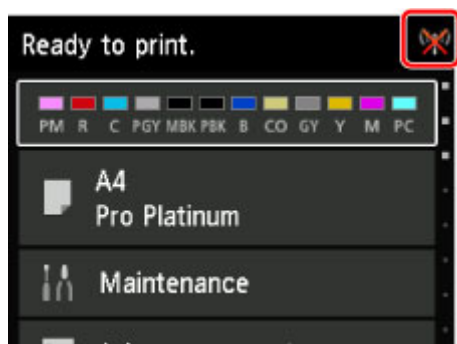 Ready to print.
PM R C PGY MBK PBK B CO GY Y M PC
A4
Pro Platinum
Maintenance